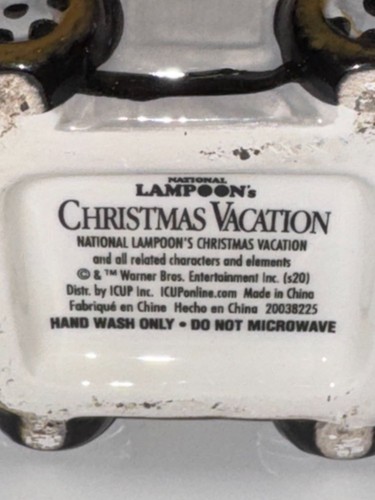 NATIONAL
LAMPOON's
CHRISTMAS VACATION
NATIONAL LAMPOON'S CHRISTMAS VACATION
and all related characters and elements
© & ™ Warner Bros. Entertainment Inc. (s20)
Distr. by ICUP Inc. ICUPonline.com Made in China
Fabriqué en Chine Hecho en China 20038225
HAND WASH ONLY • DO NOT MICROWAVE